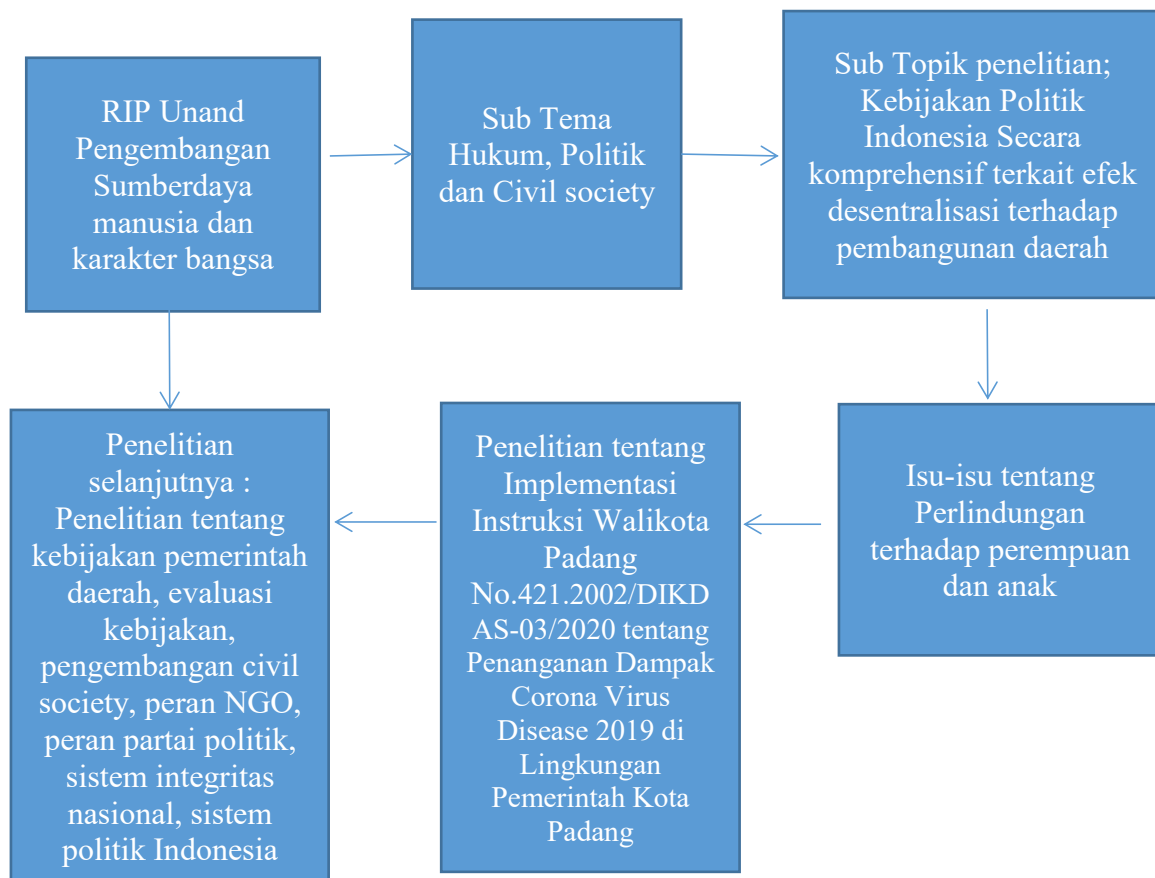 RIP Unand
Pengembangan
Sumberdaya
manusia dan
karakter bangsa
Sub Tema
Hukum, Politik
dan Civil society
Sub Topik penelitian;
Kebijakan Politik
Indonesia Secara
komprehensif terkait efek
desentralisasi terhadap
pembangunan daerah
Isu-isu tentang
Perlindungan
terhadap perempuan
dan anak
Penelitian tentang
Implementasi
Instruksi Walikota
Padang
No.421.2002/DIKD
AS-03/2020 tentang
Penanganan Dampak
Corona Virus
Disease 2019 di
Lingkungan
Pemerintah Kota
Padang
Penelitian
selanjutnya :
Penelitian tentang
kebijakan pemerintah
daerah, evaluasi
kebijakan,
pengembangan civil
society, peran NGO,
peran partai politik,
sistem integritas
nasional, sistem
politik Indonesia